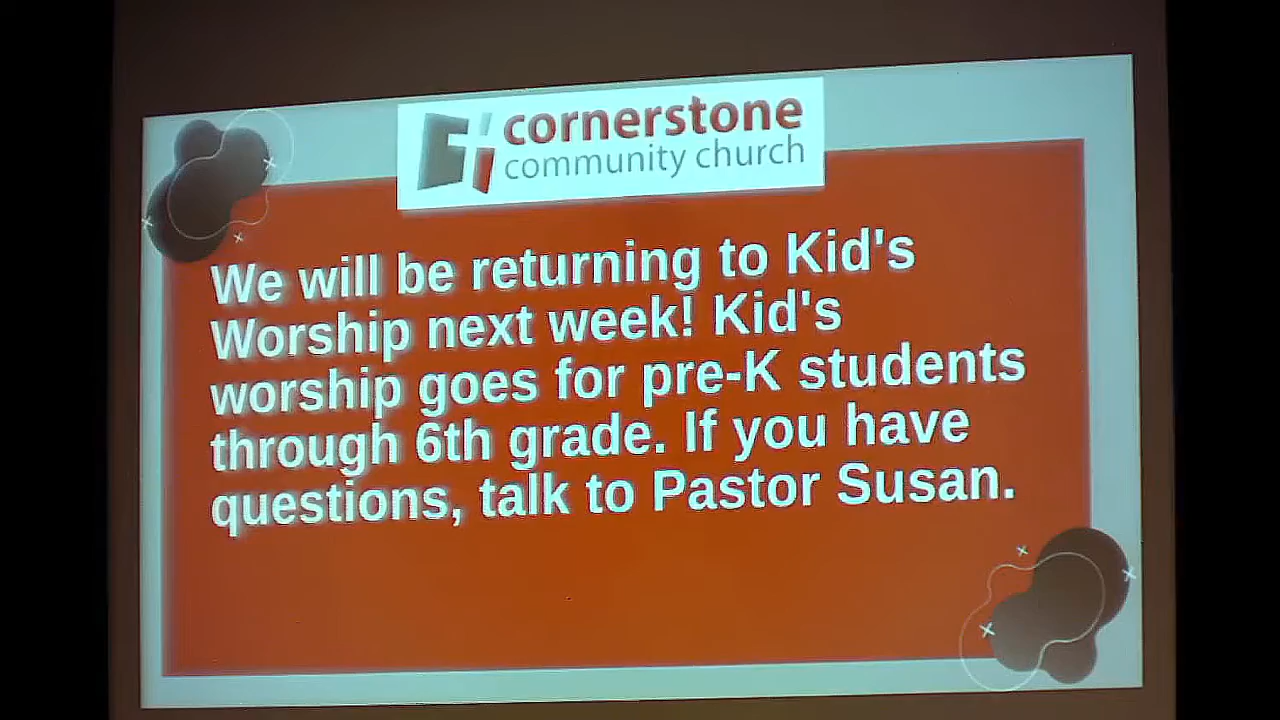 cornerstone
community church
We will be returning to Kid's
Worship next week! Kid's
worship goes for pre-K students
through 6th grade. If you have
questions, talk to Pastor Susan.